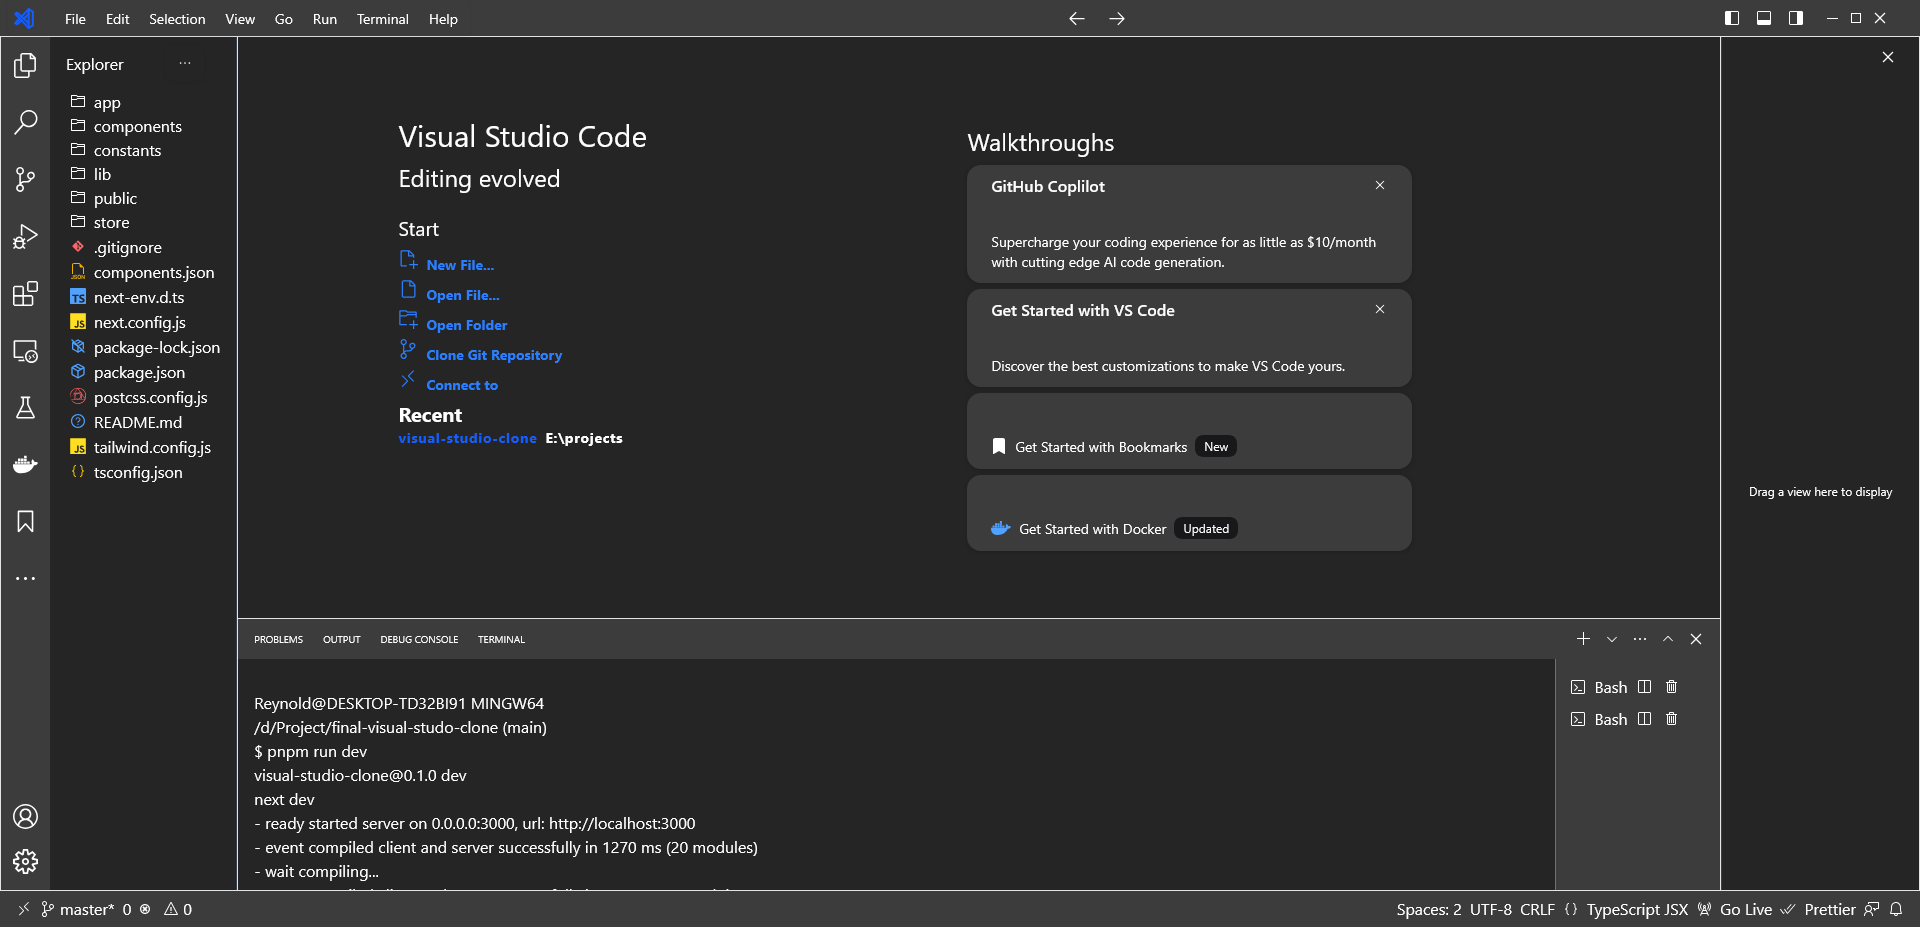 File Edit Selection View Go Run Terminal Help
Explorer ...
app
components
constants
lib
public
store
.gitignore
components.json
next-env.d.ts
next.config.js
package-lock.json
package.json
postcss.config.js
README.md
tailwind.config.js
tsconfig.json
Visual Studio Code
Editing evolved
Start
New File...
Open File...
Open Folder
Clone Git Repository
Connect to
Recent
visual-studio-clone E:\projects
Walkthroughs
GitHub Coplilot
Supercharge your coding experience for as little as $10/month
with cutting edge AI code generation.
Get Started with VS Code
Discover the best customizations to make VS Code yours.
Get Started with Bookmarks New
Get Started with Docker Updated
Drag a view here to display
PROBLEMS OUTPUT DEBUG CONSOLE TERMINAL
Reynold@DESKTOP-TD32BI91 MINGW64
/d/Project/final-visual-studo-clone (main)
$ pnpm run dev
visual-studio-clone@0.1.0 dev
next dev
- ready started server on 0.0.0.0:3000, url: http://localhost:3000
- event compiled client and server successfully in 1270 ms (20 modules)
- wait compiling...
Bash
Bash
master* 0 0
Spaces: 2 UTF-8 CRLF {} TypeScript JSX Go Live Prettier